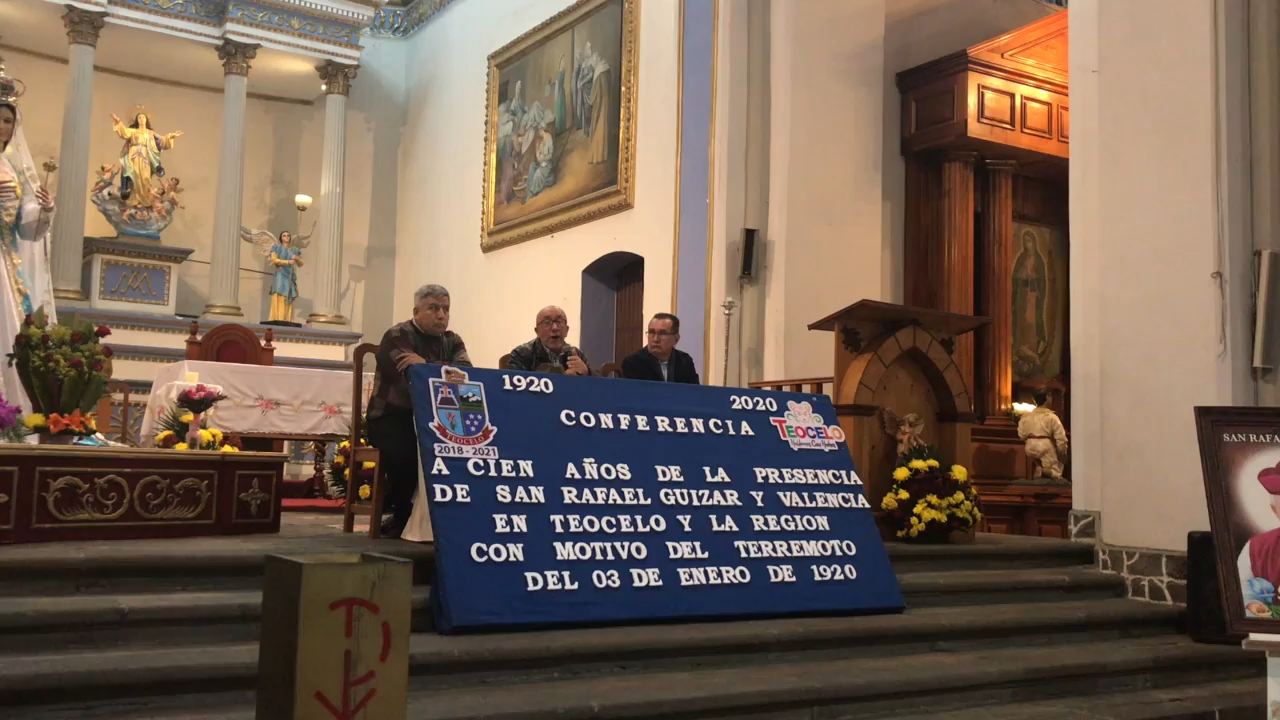 1920
2020
CONFERENCIA
TEOCELO
2018 - 2021
TEOCELO
A CIEN AÑOS DE LA PRESENCIA
DE SAN RAFAEL GUIZAR Y VALENCIA
EN TEOCELO Y LA REGION
CON MOTIVO DEL TERREMOTO
DEL 03 DE ENERO DE 1920
SAN RAFA